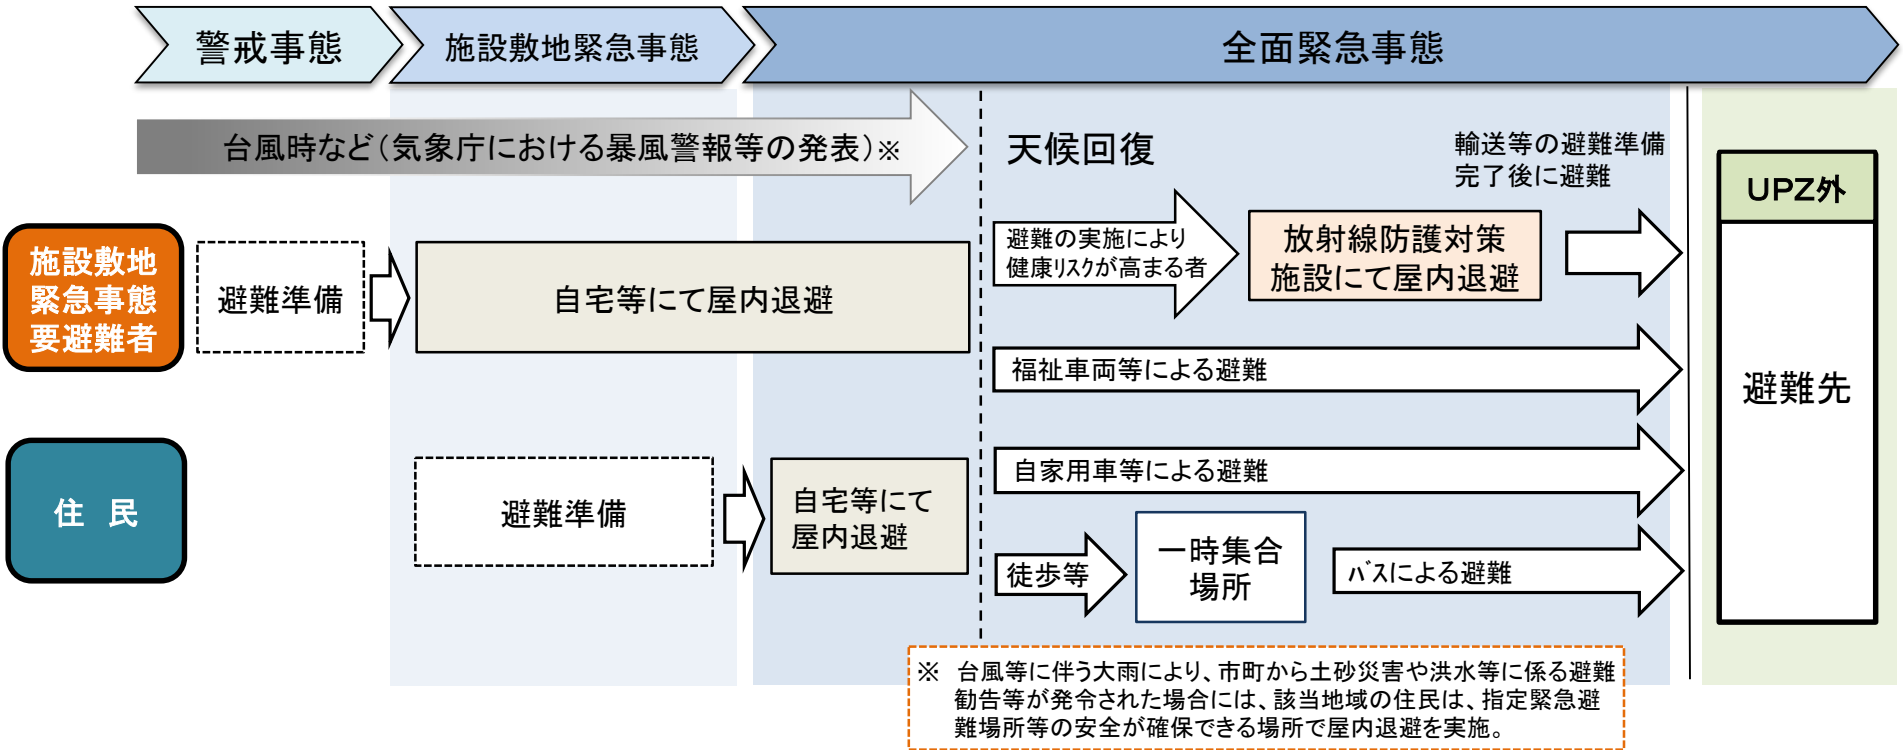 警戒事態
施設敷地緊急事態
全面緊急事態
台風時など(気象庁における暴風警報等の発表)※
天候回復
輸送等の避難準備
完了後に避難
UPZ外
避難先
施設敷地
緊急事態
要避難者
避難準備
自宅等にて屋内退避
避難の実施により
健康リスクが高まる者
放射線防護対策
施設にて屋内退避
福祉車両等による避難
住 民
避難準備
自宅等にて
屋内退避
自家用車等による避難
徒歩等
一時集合
場所
バスによる避難
※ 台風等に伴う大雨により、市町から土砂災害や洪水等に係る避難
勧告等が発令された場合には、該当地域の住民は、指定緊急避
難場所等の安全が確保できる場所で屋内退避を実施。